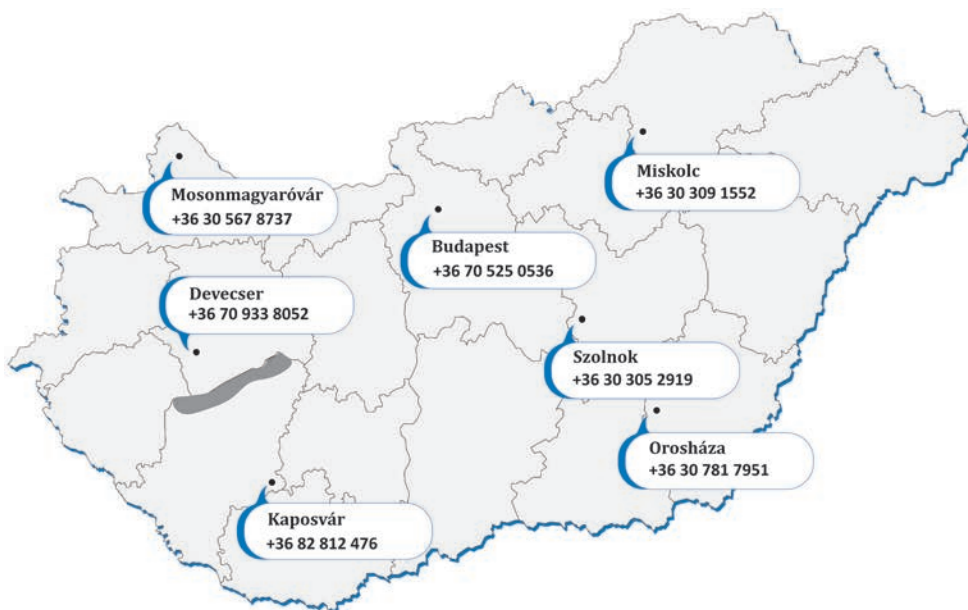 Mosonmagyaróvár
+36 30 567 8737
Miskolc
+36 30 309 1552
Budapest
+36 70 525 0536
Devecser
+36 70 933 8052
Szolnok
+36 30 305 2919
Orosháza
+36 30 781 7951
Kaposvár
+36 82 812 476